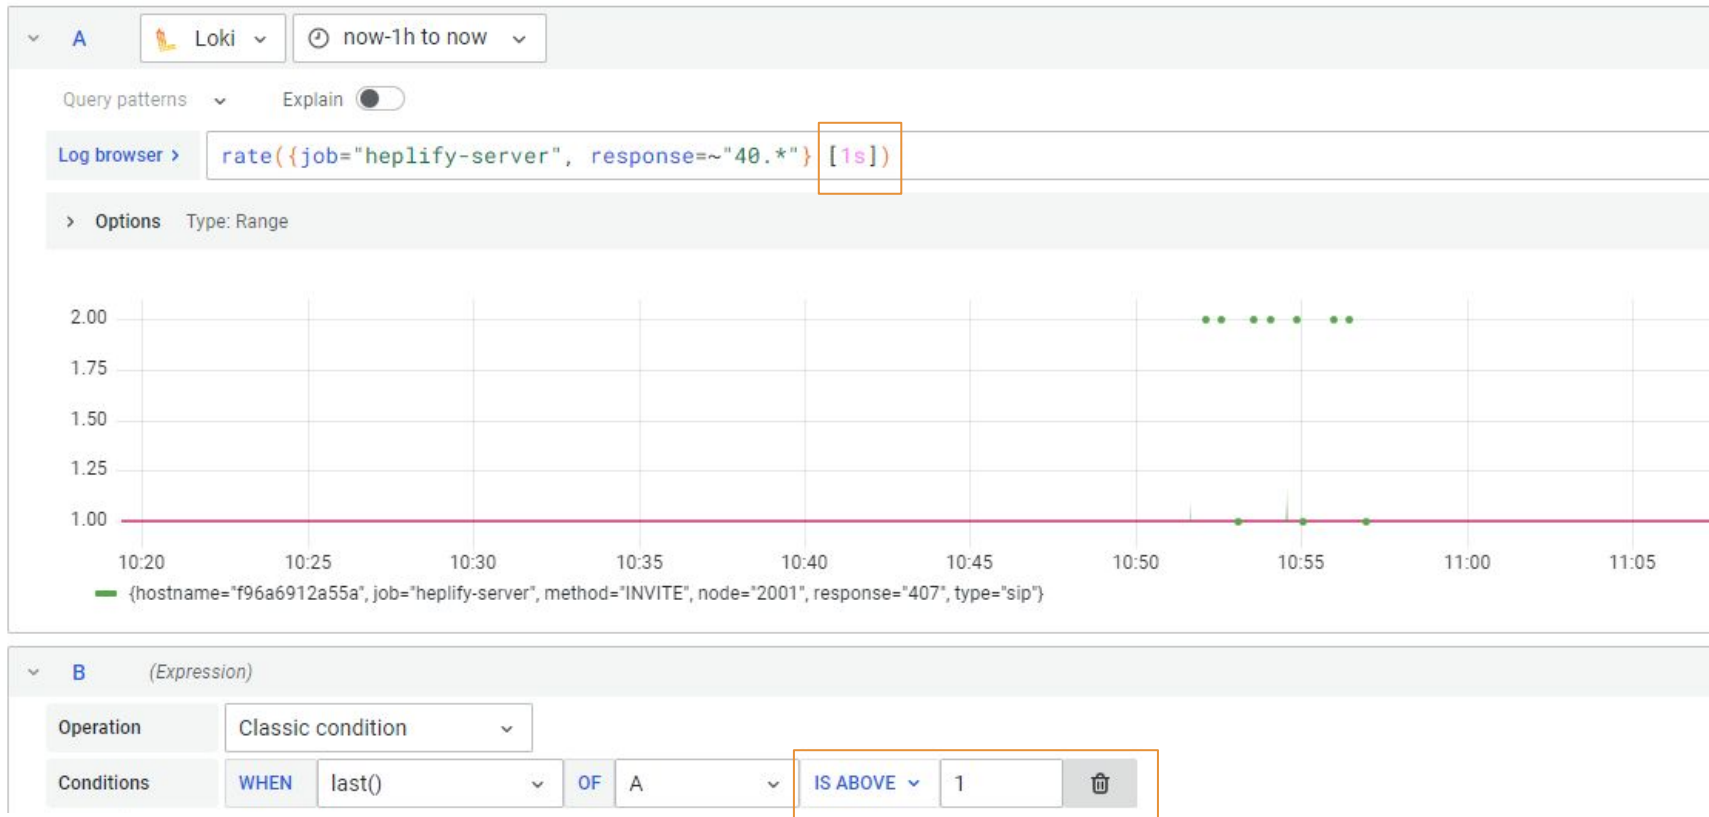 A Loki now-1h to now
Query patterns Explain
Log browser > rate({job="heplify-server", response=~"40.*"} [1s])
> Options Type: Range
2.00
1.75
1.50
1.25
1.00
10:20 10:25 10:30 10:35 10:40 10:45 10:50 10:55 11:00 11:05
{hostname="f96a6912a55a", job="heplify-server", method="INVITE", node="2001", response="407", type="sip"}
B (Expression)
Operation Classic condition
Conditions WHEN last() OF A IS ABOVE 1